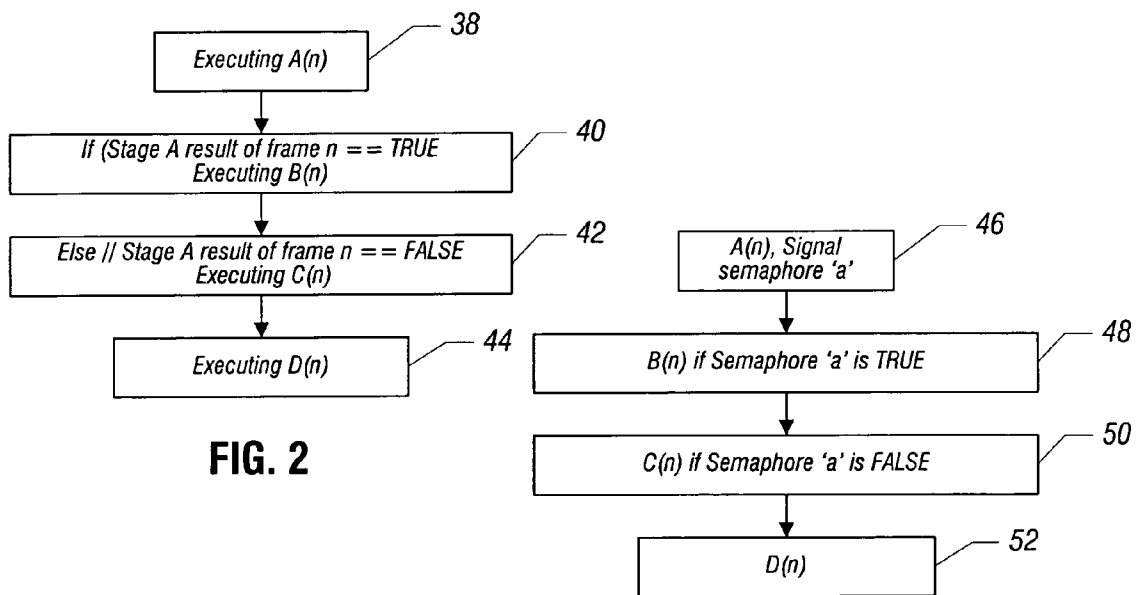 38
Executing A(n)
40
If (Stage A result of frame n == TRUE
Executing B(n)
42
Else // Stage A result of frame n == FALSE
Executing C(n)
44
Executing D(n)
FIG. 2
46
A(n), Signal
semaphore ‘a’
48
B(n) if Semaphore ‘a’ is TRUE
50
C(n) if Semaphore ‘a’ is FALSE
52
D(n)